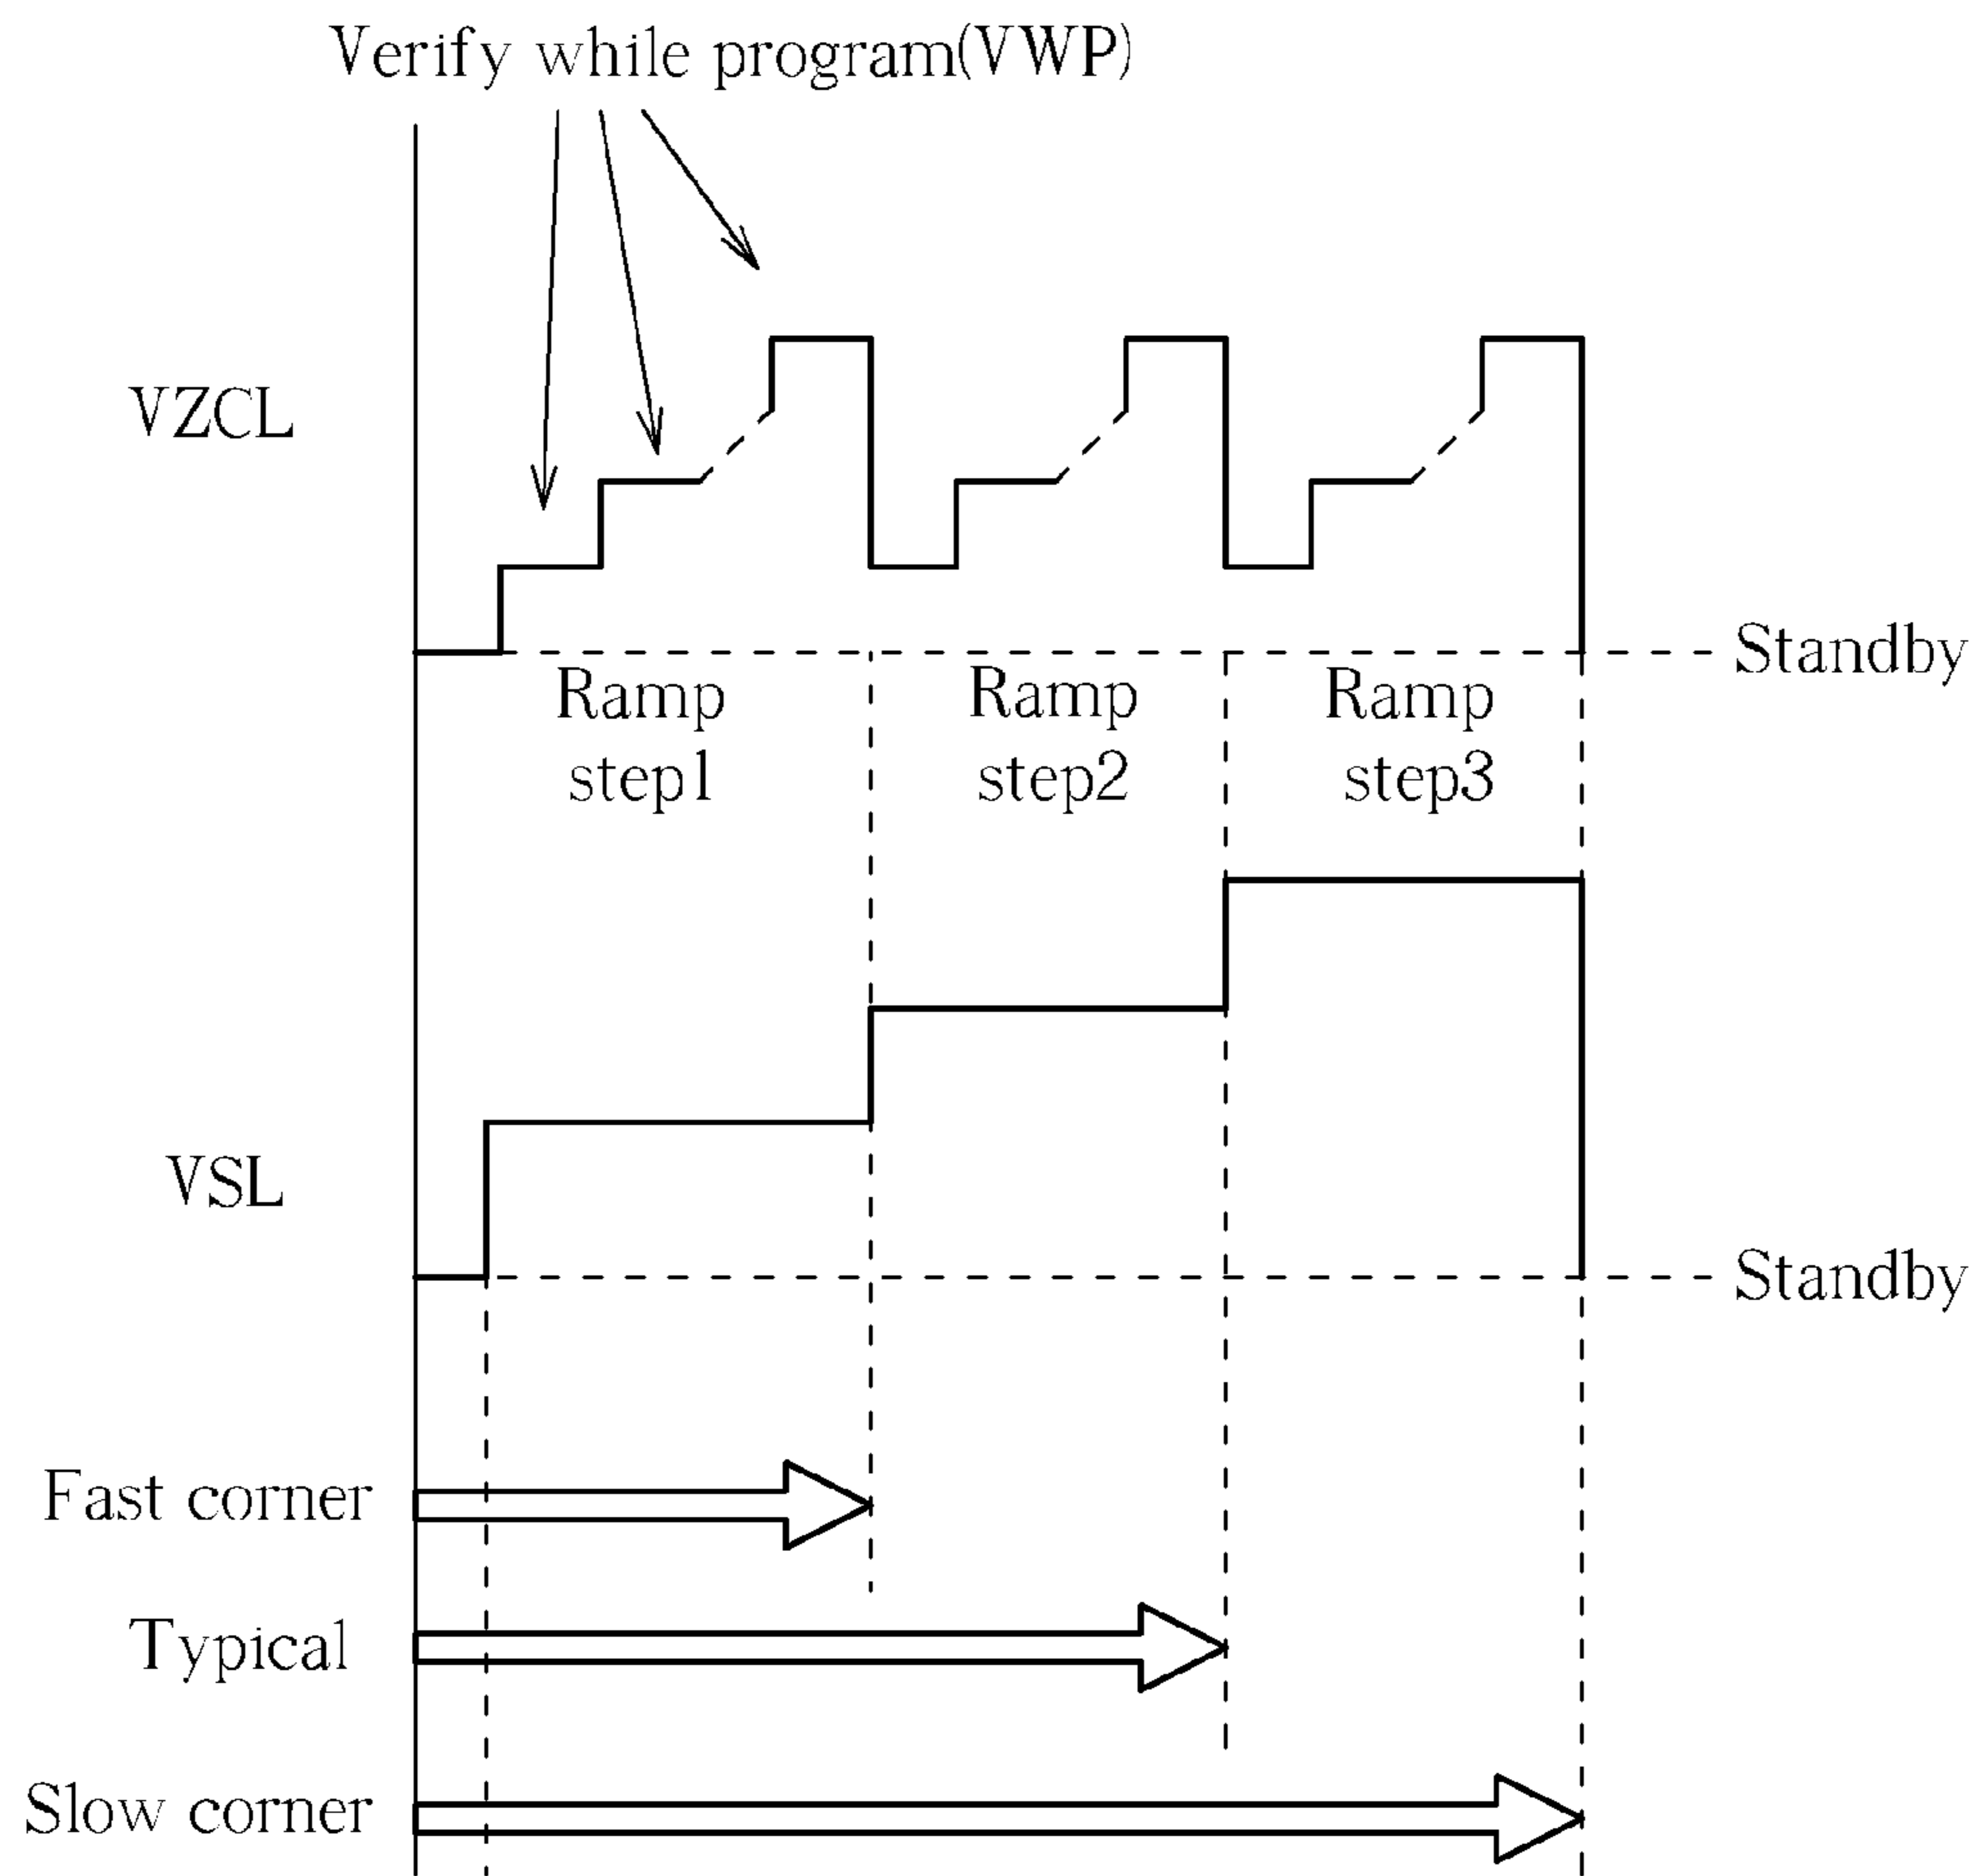 Verify while program(VWP)
VZCL
Standby
Ramp step1
Ramp step2
Ramp step3
VSL
Standby
Fast corner
Typical
Slow corner